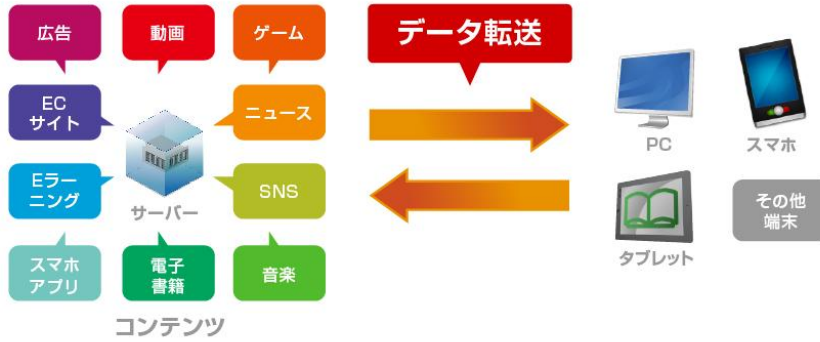 広告
動画
ゲーム
データ転送
EC
サイト
ニュース
サーバー
PC
スマホ
Eラー
ニング
SNS
その他
端末
タブレット
スマホ
アプリ
電子
書籍
音楽
コンテンツ